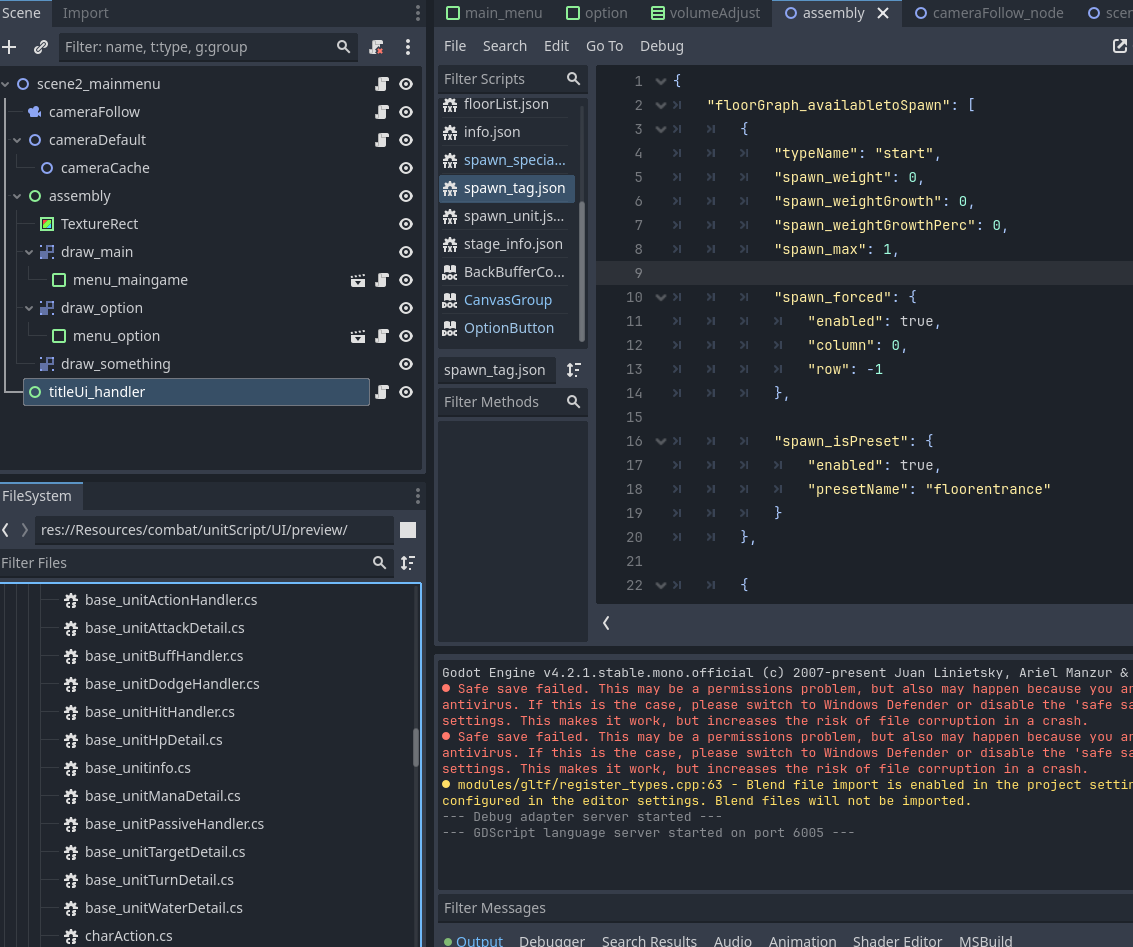 Scene Import
Filter: name, t:type, g:group
scene2_mainmenu
cameraFollow
cameraDefault
cameraCache
assembly
TextureRect
draw_main
menu_maingame
draw_option
menu_option
draw_something
titleUi_handler
FileSystem
res://Resources/combat/unitScript/UI/preview/
Filter Files
base_unitActionHandler.cs
base_unitAttackDetail.cs
base_unitBuffHandler.cs
base_unitDodgeHandler.cs
base_unitHitHandler.cs
base_unitHpDetail.cs
base_unitinfo.cs
base_unitManaDetail.cs
base_unitPassiveHandler.cs
base_unitTargetDetail.cs
base_unitTurnDetail.cs
base_unitWaterDetail.cs
charAction.cs
main_menu option volumeAdjust assembly cameraFollow_node scer
File Search Edit Go To Debug
Filter Scripts
floorList.json
info.json
spawn_specia...
spawn_tag.json
spawn_unit.js...
stage_info.json
BackBufferCo...
CanvasGroup
OptionButton
spawn_tag.json
Filter Methods
1 {
2 "floorGraph_availabletoSpawn": [
3 {
4 "typeName": "start",
5 "spawn_weight": 0,
6 "spawn_weightGrowth": 0,
7 "spawn_weightGrowthPerc": 0,
8 "spawn_max": 1,
9
10 "spawn_forced": {
11 "enabled": true,
12 "column": 0,
13 "row": -1
14 },
15
16 "spawn_isPreset": {
17 "enabled": true,
18 "presetName": "floorentrance"
19 }
20 },
21
22 {
Godot Engine v4.2.1.stable.mono.official (c) 2007-present Juan Linietsky, Ariel Manzur &
Safe save failed. This may be a permissions problem, but also may happen because you ar
antivirus. If this is the case, please switch to Windows Defender or disable the 'safe sa
settings. This makes it work, but increases the risk of file corruption in a crash.
Safe save failed. This may be a permissions problem, but also may happen because you ar
antivirus. If this is the case, please switch to Windows Defender or disable the 'safe sa
settings. This makes it work, but increases the risk of file corruption in a crash.
modules/gltf/register_types.cpp:63 - Blend file import is enabled in the project settin
configured in the editor settings. Blend files will not be imported.
--- Debug adapter server started ---
--- GDScript language server started on port 6005 ---
Filter Messages
Output Debugger Search Results Audio Animation Shader Editor MSBuild